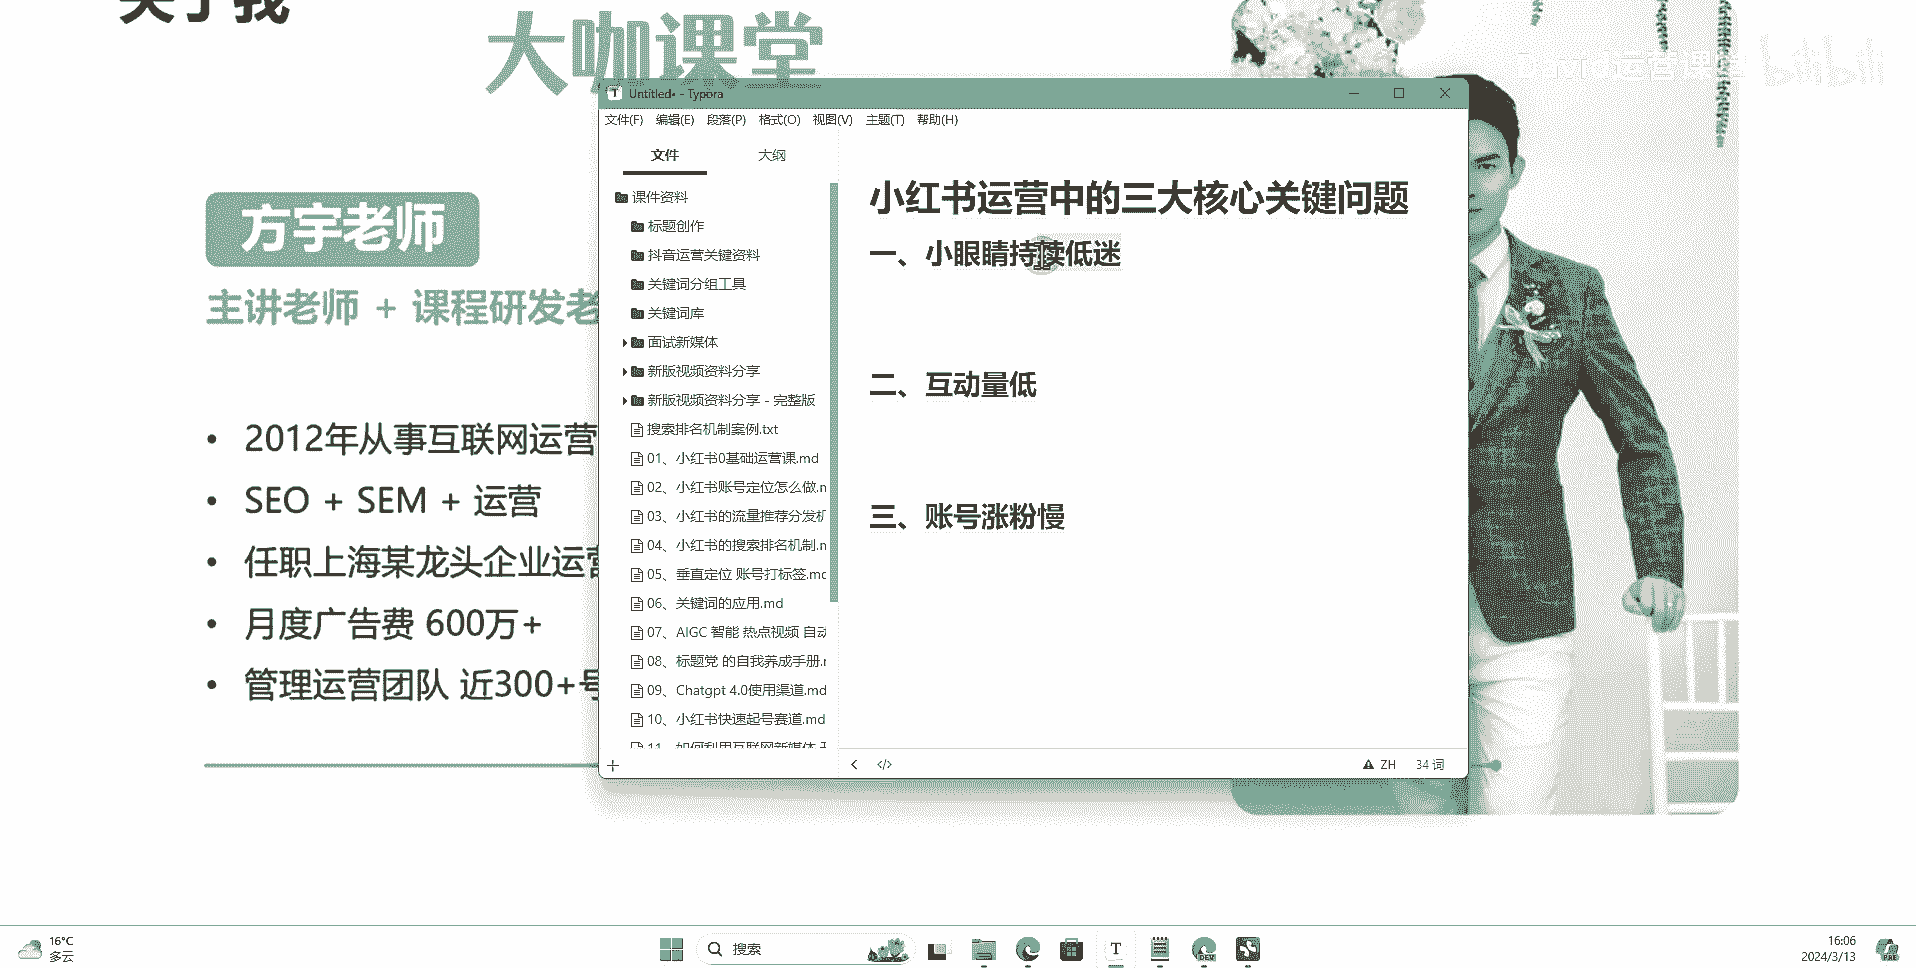 关于我
大咖课堂
David运营课堂 bilibili
方宇老师
主讲老师 + 课程研发老
2012年从事互联网运营
SEO + SEM + 运营
任职上海某龙头企业运营
月度广告费 600万+
管理运营团队 近300+号
Untitled• - Typora
文件(F) 编辑(E) 段落(P) 格式(O) 视图(V) 主题(T) 帮助(H)
文件 大纲
课件资料
标题创作
抖音运营关键资料
关键词分组工具
关键词库
面试新媒体
新版视频资料分享
新版视频资料分享 - 完整版
搜索排名机制案例.txt
01、小红书0基础运营课.md
02、小红书账号定位怎么做.m
03、小红书的流量推荐分发机
04、小红书的搜索排名机制.m
05、垂直定位 账号打标签.md
06、关键词的应用.md
07、AIGC 智能 热点视频 自动
08、标题党 的自我养成手册.m
09、Chatgpt 4.0使用渠道.md
10、小红书快速起号赛道.md
11、如何利用互联网新媒体
小红书运营中的三大核心关键问题
一、小眼睛持续低迷
二、互动量低
三、账号涨粉慢
ZH 34 词
16°C
多云
搜索
T
DEV
16:06
2024/3/13
PRE